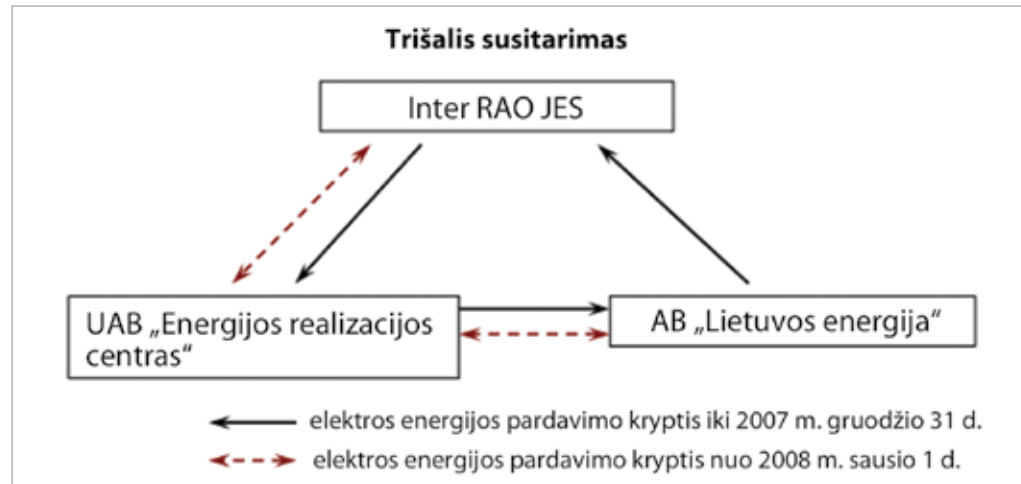 Trišalis susitarimas
Inter RAO JES
UAB „Energijos realizacijos
centras“
AB „Lietuvos energija“
elektros energijos pardavimo kryptis iki 2007 m. gruodžio 31 d.
elektros energijos pardavimo kryptis nuo 2008 m. sausio 1 d.